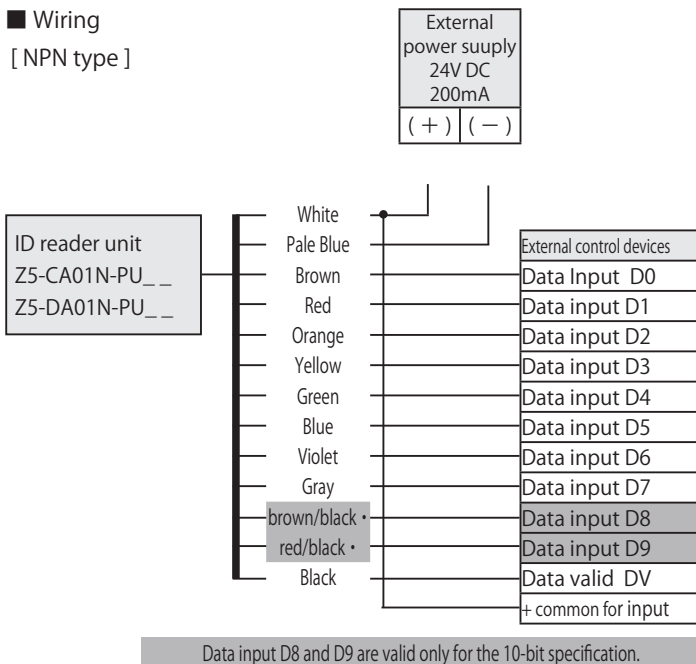 ■ Wiring
[ NPN type ]
External
power suuply
24V DC
200mA
( + ) ( − )
ID reader unit
Z5-CA01N-PU_ _
Z5-DA01N-PU_ _
White
Pale Blue
Brown
Red
Orange
Yellow
Green
Blue
Violet
Gray
brown/black •
red/black •
Black
External control devices
Data Input D0
Data input D1
Data input D2
Data input D3
Data input D4
Data input D5
Data input D6
Data input D7
Data input D8
Data input D9
Data valid DV
+ common for input
Data input D8 and D9 are valid only for the 10-bit specification.